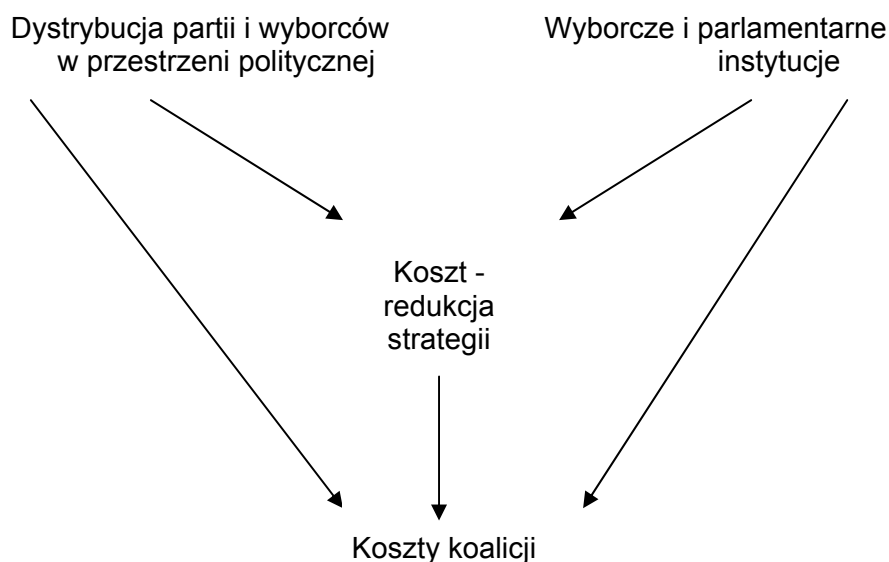 Dystrybucja partii i wyborców
w przestrzeni politycznej
Wyborcze i parlamentarne
instytucje
Koszt -
redukcja
strategii
Koszty koalicji